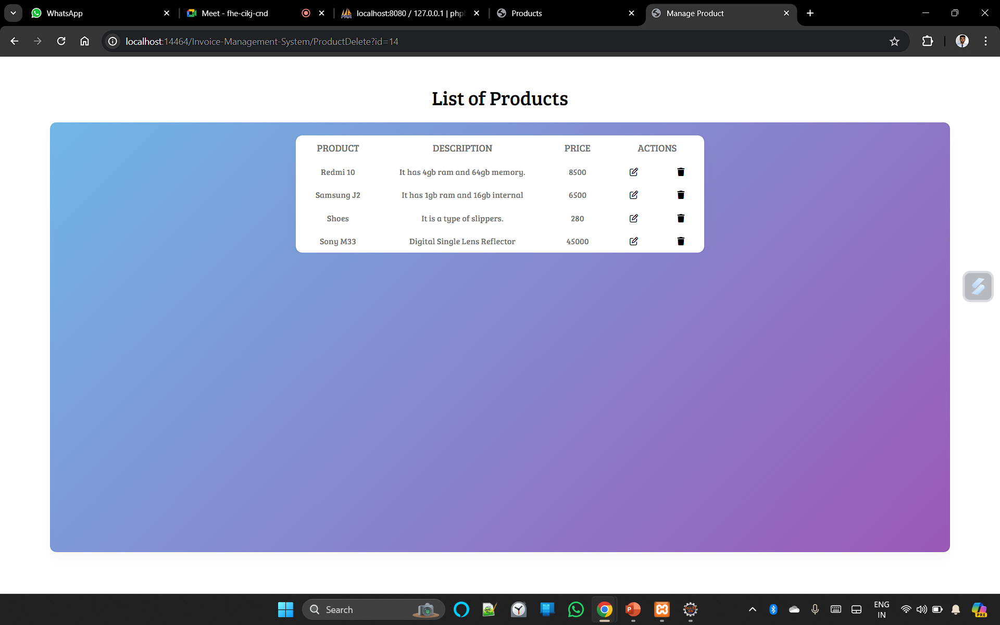 WhatsApp
Meet - fhe-cikj-cnd
localhost:8080 / 127.0.0.1 | php
Products
Manage Product
localhost:14464/Invoice-Management-System/ProductDelete?id=14
List of Products
PRODUCT DESCRIPTION PRICE ACTIONS
Redmi 10 It has 4gb ram and 64gb memory. 8500
Samsung J2 It has 1gb ram and 16gb internal 6500
Shoes It is a type of slippers. 280
Sony M33 Digital Single Lens Reflector 45000
Search
ENG
IN
PRE